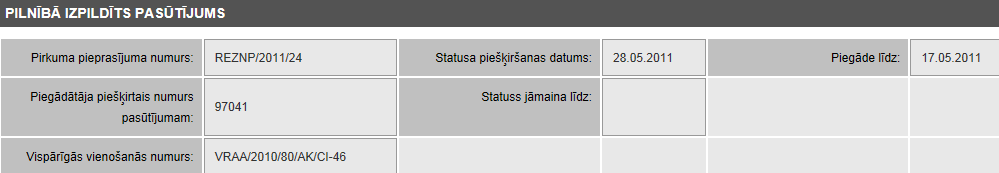 PILNĪBĀ IZPILDĪTS PASŪTĪJUMS
Pirkuma pieprasījuma numurs: REZNP/2011/24 Statusa piešķiršanas datums: 28.05.2011 Piegāde līdz: 17.05.2011
Piegādātāja piešķirtais numurs
pasūtījumam: 97041 Statuss jāmaina līdz:
Vispārīgās vienošanās numurs: VRAA/2010/80/AK/CI-46